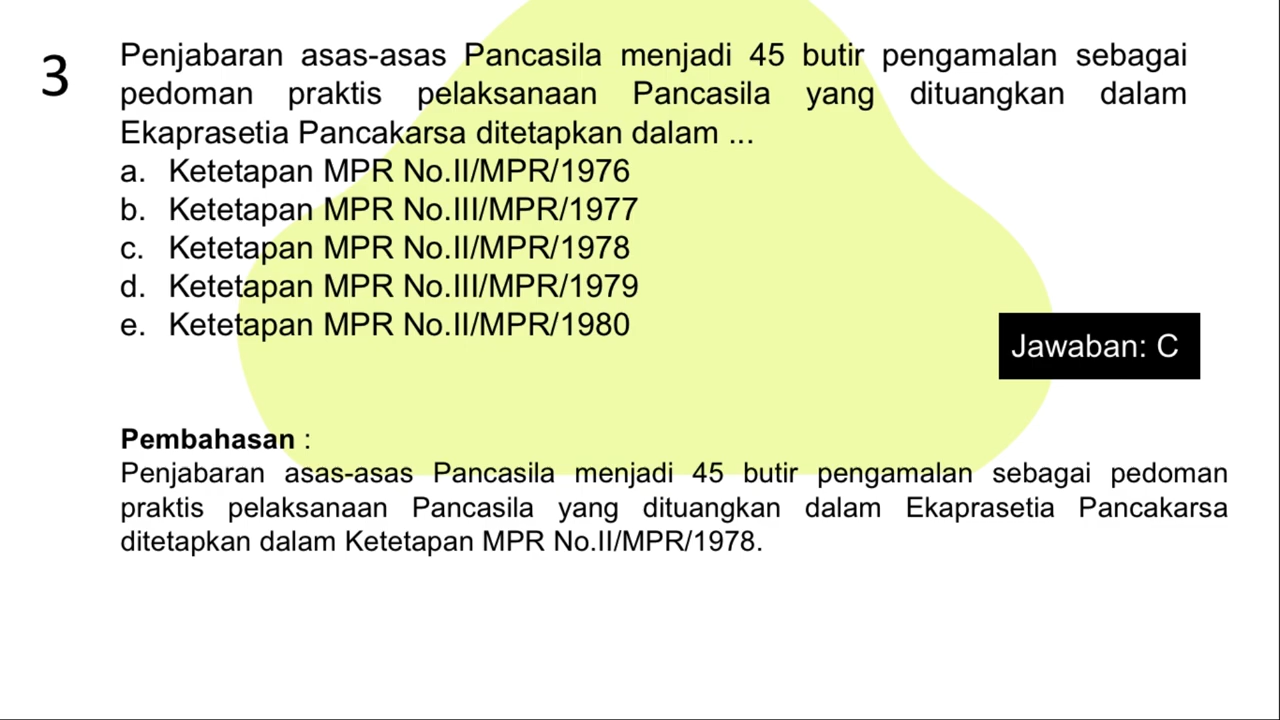 3
Penjabaran asas-asas Pancasila menjadi 45 butir pengamalan sebagai
pedoman praktis pelaksanaan Pancasila yang dituangkan dalam
Ekaprasetia Pancakarsa ditetapkan dalam ...
a. Ketetapan MPR No.II/MPR/1976
b. Ketetapan MPR No.III/MPR/1977
c. Ketetapan MPR No.II/MPR/1978
d. Ketetapan MPR No.III/MPR/1979
e. Ketetapan MPR No.II/MPR/1980
Jawaban: C
Pembahasan :
Penjabaran asas-asas Pancasila menjadi 45 butir pengamalan sebagai pedoman
praktis pelaksanaan Pancasila yang dituangkan dalam Ekaprasetia Pancakarsa
ditetapkan dalam Ketetapan MPR No.II/MPR/1978.